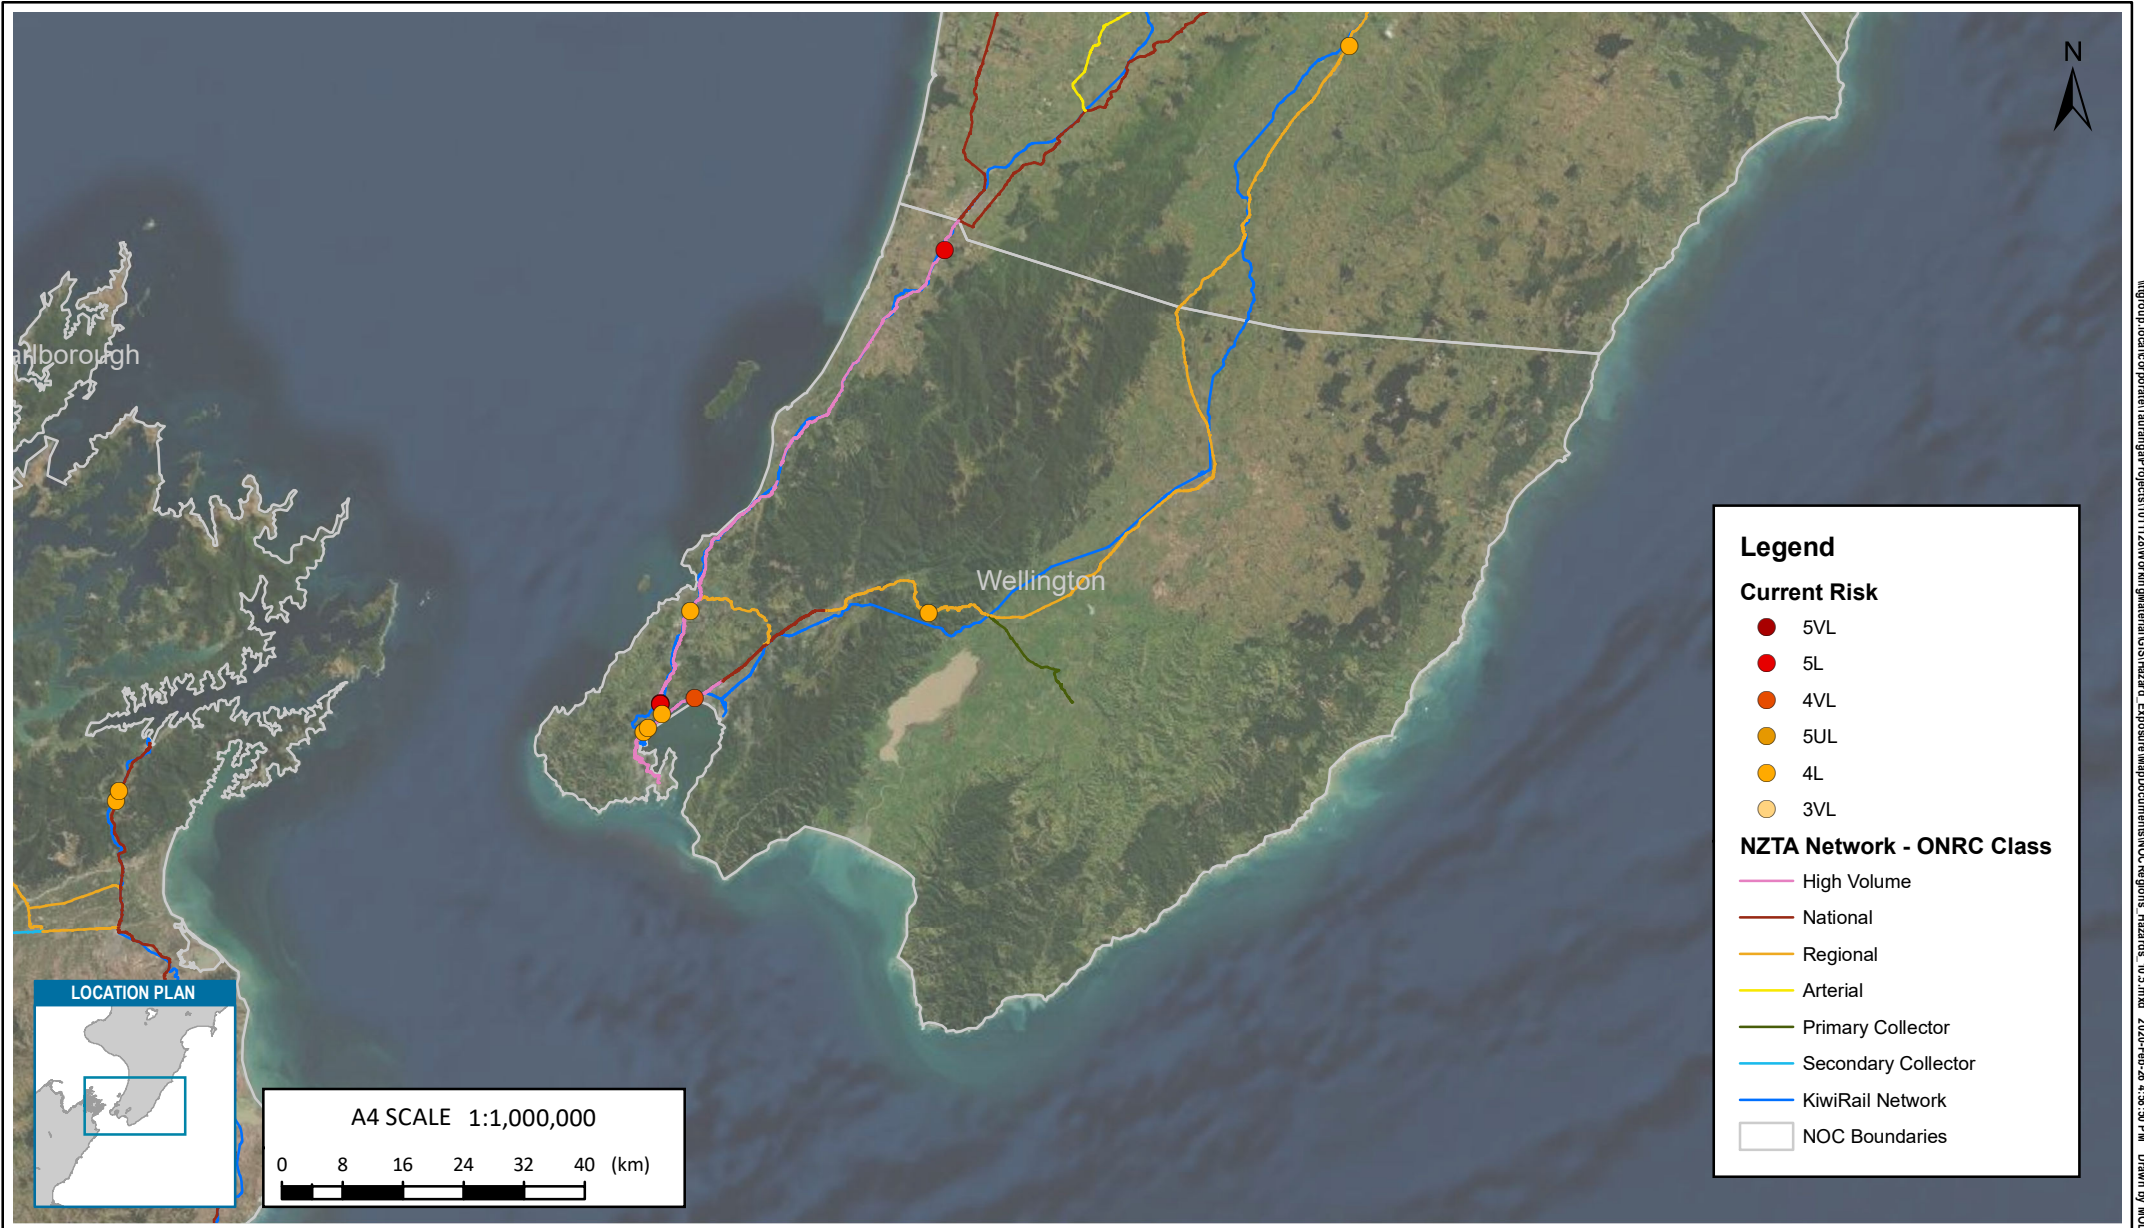 N
arlborough
Wellington
Legend
Current Risk
5VL
5L
4VL
5UL
4L
3VL
NZTA Network - ONRC Class
High Volume
National
Regional
Arterial
Primary Collector
Secondary Collector
KiwiRail Network
NOC Boundaries
LOCATION PLAN
A4 SCALE 1:1,000,000
0 8 16 24 32 40 (km)